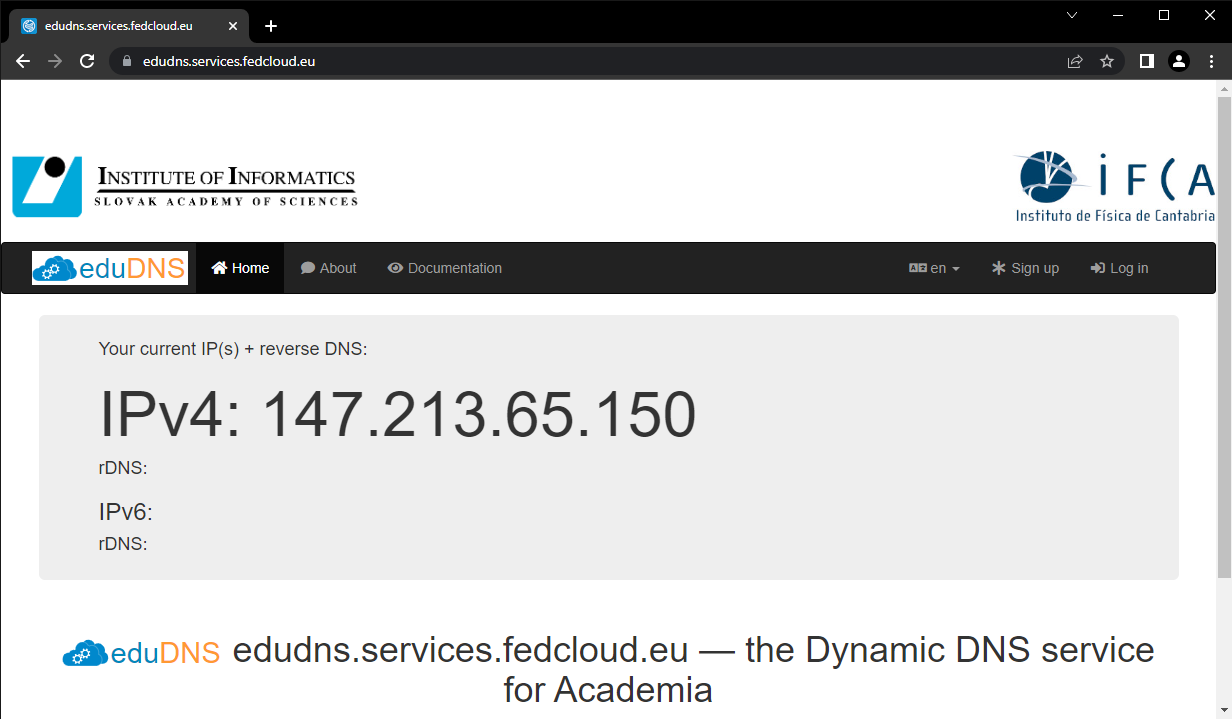 edudns.services.fedcloud.eu
edudns.services.fedcloud.eu
INSTITUTE OF INFORMATICS
SLOVAK ACADEMY OF SCIENCES
iFCA
Instituto de Física de Cantabria
eduDNS Home About Documentation en Sign up Log in
Your current IP(s) + reverse DNS:
IPv4: 147.213.65.150
rDNS:
IPv6:
rDNS:
eduDNS edudns.services.fedcloud.eu — the Dynamic DNS service
for Academia